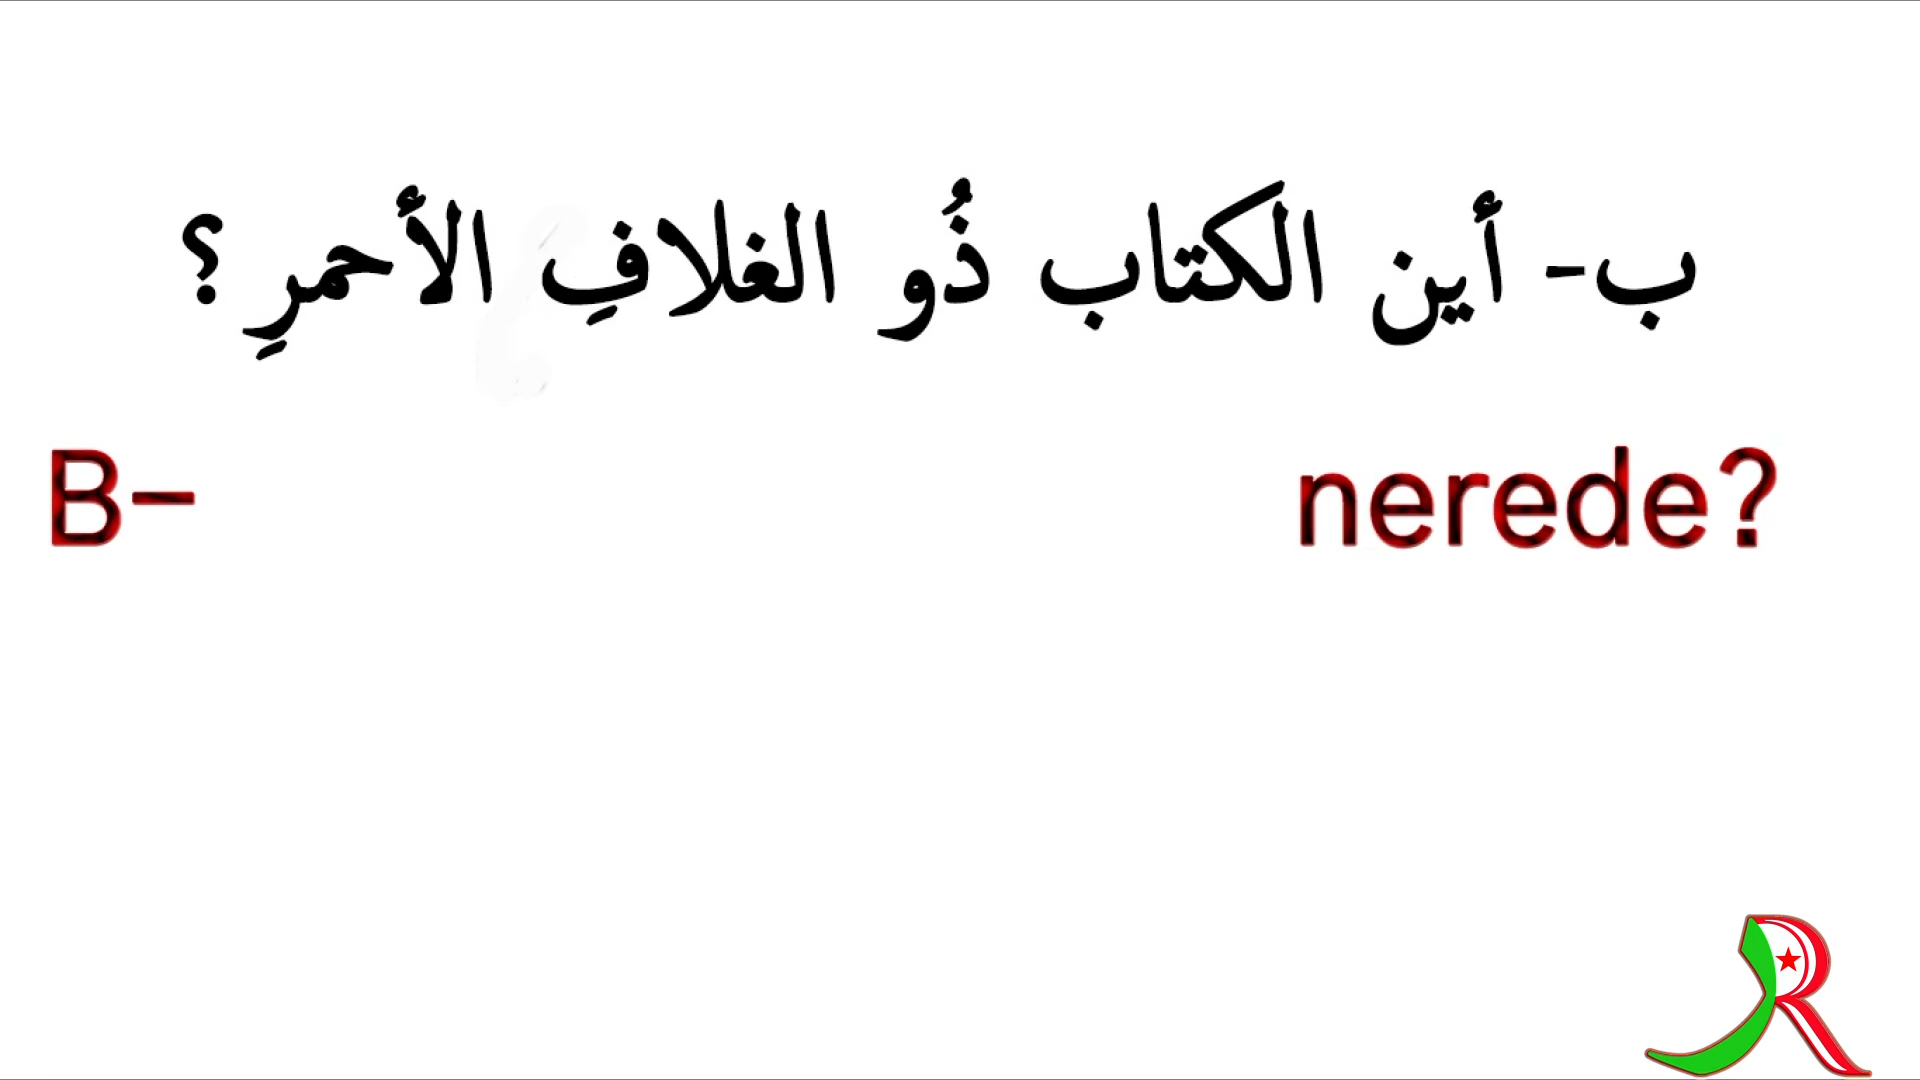 ب- أين الكتاب ذُو الغلافِ الأحمرِ ؟
B– nerede?